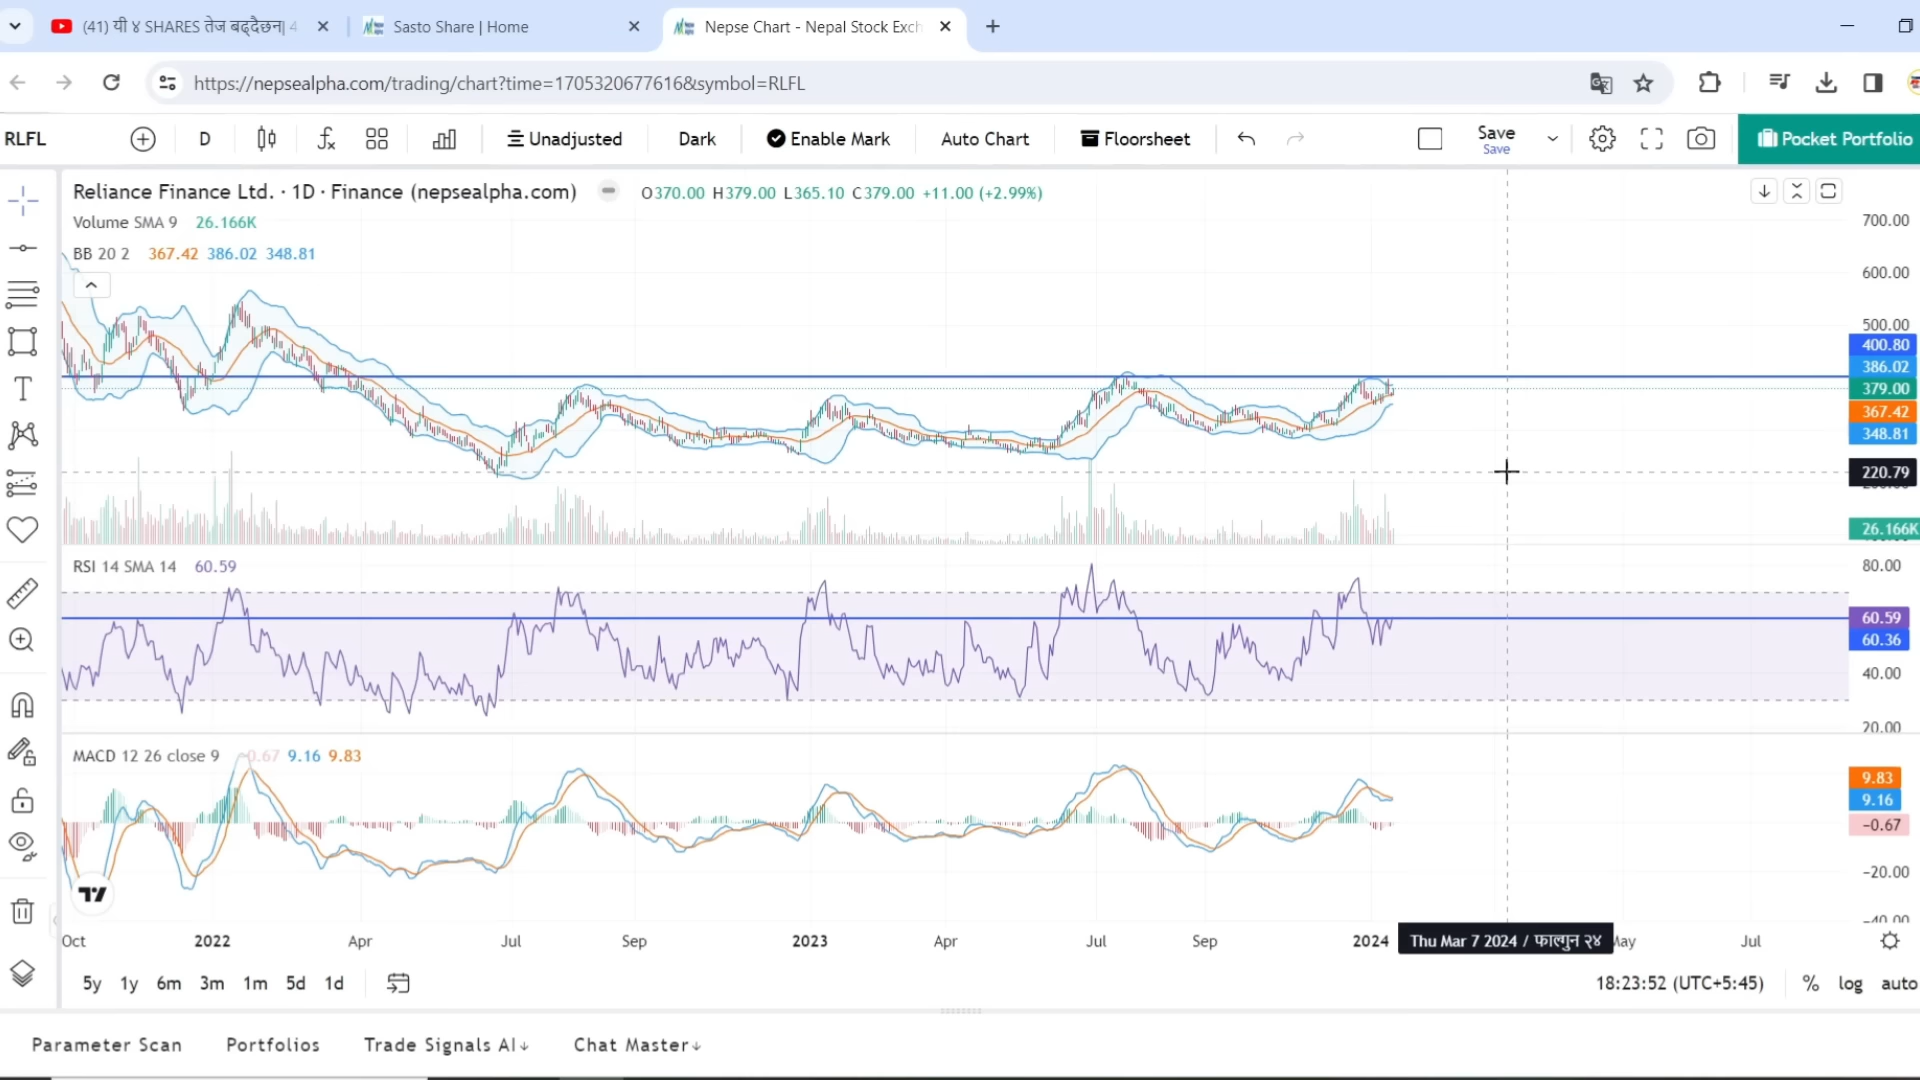 (41) यी ४ SHARES तेज बढ्दैछन्| 4
Sasto Share | Home
Nepse Chart - Nepal Stock Exch
https://nepsealpha.com/trading/chart?time=1705320677616&symbol=RLFL
RLFL
D
Unadjusted
Dark
Enable Mark
Auto Chart
Floorsheet
Save
Save
Pocket Portfolio
Reliance Finance Ltd. · 1D · Finance (nepsealpha.com)
O370.00 H379.00 L365.10 C379.00 +11.00 (+2.99%)
Volume SMA 9 26.166K
BB 20 2 367.42 386.02 348.81
700.00
600.00
500.00
400.80
386.02
379.00
367.42
348.81
220.79
26.166K
RSI 14 SMA 14 60.59
80.00
60.59
60.36
40.00
20.00
MACD 12 26 close 9 -0.67 9.16 9.83
9.83
9.16
−0.67
−20.00
−40.00
Oct 2022 Apr Jul Sep 2023 Apr Jul Sep 2024 Thu Mar 7 2024 / फाल्गुन २४ May Jul
5y 1y 6m 3m 1m 5d 1d
18:23:52 (UTC+5:45) % log auto
Parameter Scan Portfolios Trade Signals AI↓ Chat Master↓